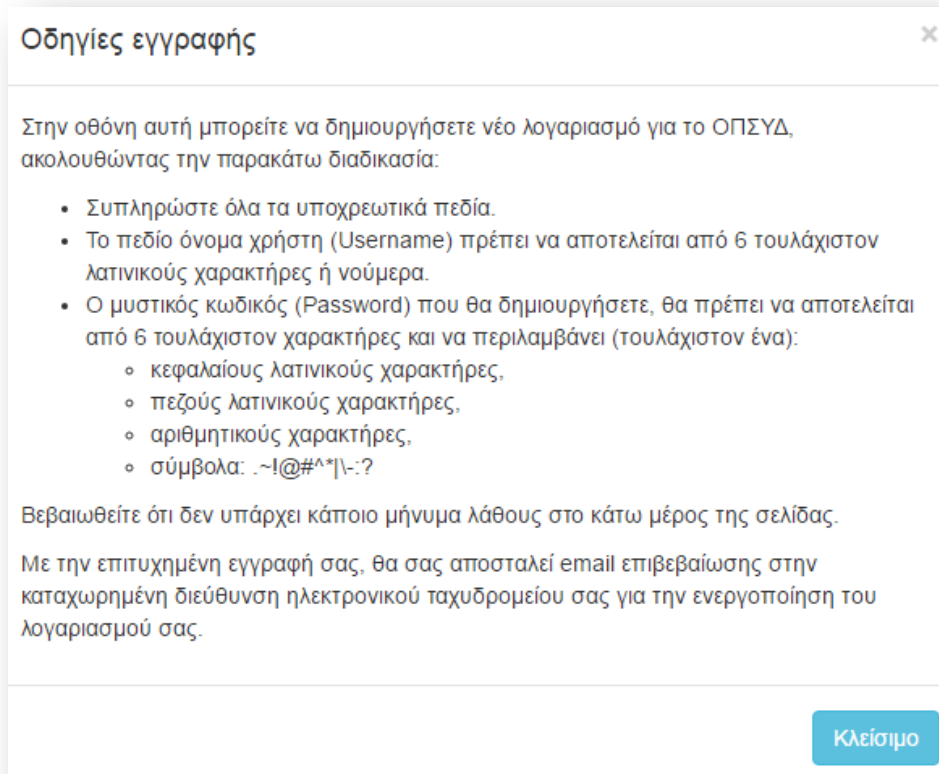 Οδηγίες εγγραφής
×
Στην οθόνη αυτή μπορείτε να δημιουργήσετε νέο λογαριασμό για το ΟΠΣΥΔ,
ακολουθώντας την παρακάτω διαδικασία:
• Συπληρώστε όλα τα υποχρεωτικά πεδία.
• Το πεδίο όνομα χρήστη (Username) πρέπει να αποτελείται από 6 τουλάχιστον
λατινικούς χαρακτήρες ή νούμερα.
• Ο μυστικός κωδικός (Password) που θα δημιουργήσετε, θα πρέπει να αποτελείται
από 6 τουλάχιστον χαρακτήρες και να περιλαμβάνει (τουλάχιστον ένα):
◦ κεφαλαίους λατινικούς χαρακτήρες,
◦ πεζούς λατινικούς χαρακτήρες,
◦ αριθμητικούς χαρακτήρες,
◦ σύμβολα: .~!@#^*|\-:?
Βεβαιωθείτε ότι δεν υπάρχει κάποιο μήνυμα λάθους στο κάτω μέρος της σελίδας.
Με την επιτυχημένη εγγραφή σας, θα σας αποσταλεί email επιβεβαίωσης στην
καταχωρημένη διεύθυνση ηλεκτρονικού ταχυδρομείου σας για την ενεργοποίηση του
λογαριασμού σας.
Κλείσιμο